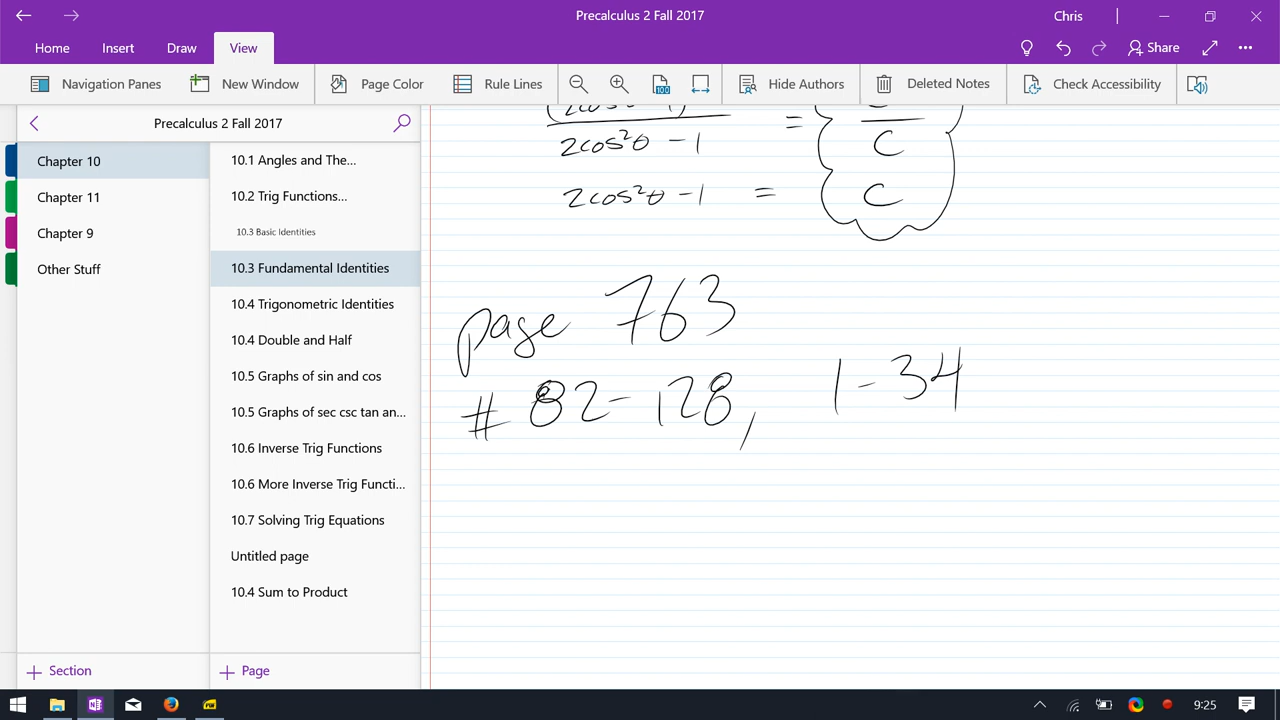 Precalculus 2 Fall 2017
Chris
Home Insert Draw View
Share
Navigation Panes New Window Page Color Rule Lines 100 Hide Authors Deleted Notes Check Accessibility
Precalculus 2 Fall 2017
Chapter 10
Chapter 11
Chapter 9
Other Stuff
10.1 Angles and The...
10.2 Trig Functions...
10.3 Basic Identities
10.3 Fundamental Identities
10.4 Trigonometric Identities
10.4 Double and Half
10.5 Graphs of sin and cos
10.5 Graphs of sec csc tan an...
10.6 Inverse Trig Functions
10.6 More Inverse Trig Functi...
10.7 Solving Trig Equations
Untitled page
10.4 Sum to Product
+ Section
+ Page
2cos²θ - 1 = C
2cos²θ - 1 = C
page 763
# 82 - 128, 1 - 34
9:25